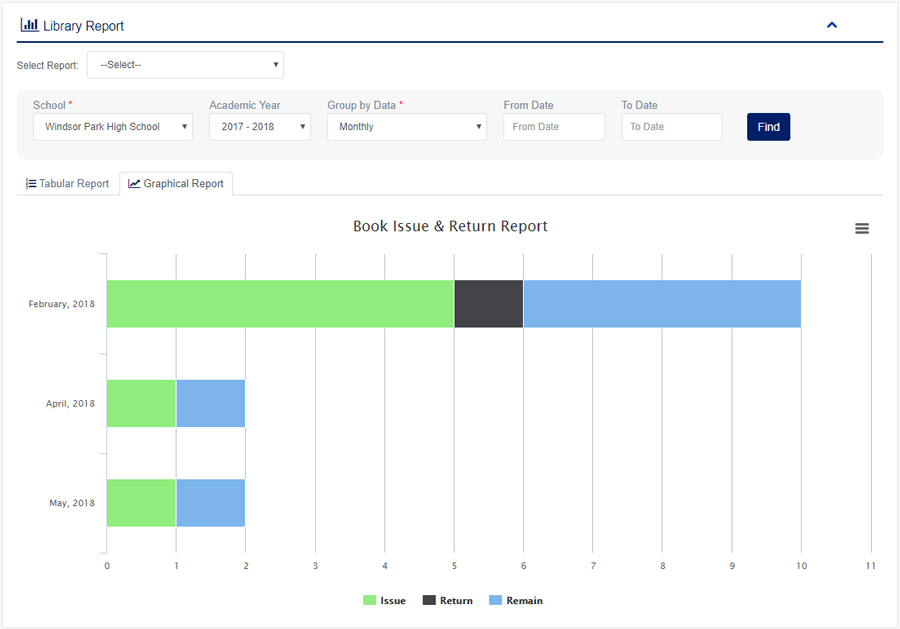 Library Report
Select Report: --Select--
School * Academic Year Group by Data * From Date To Date
Windsor Park High School 2017 - 2018 Monthly From Date To Date Find
Tabular Report Graphical Report
Book Issue & Return Report
February, 2018
April, 2018
May, 2018
0 1 2 3 4 5 6 7 8 9 10 11
Issue Return Remain